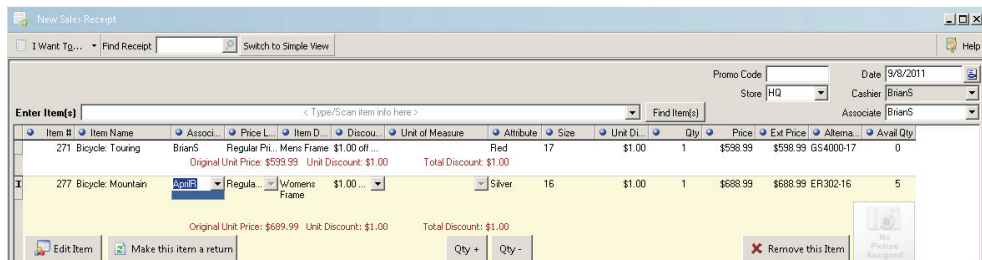 New Sales Receipt
I Want To... Find Receipt Switch to Simple View Help
Promo Code Date 9/8/2011
Store HQ Cashier BrianS
Enter Item(s) < Type/Scan item info here > Find Item(s) Associate BrianS
Item # Item Name Associ... Price L... Item D... Discou... Unit of Measure Attribute Size Unit Di... Qty Price Ext Price Alterna... Avail Qty
271 Bicycle: Touring BrianS Regular Pri... Mens Frame $1.00 off ... Red 17 $1.00 1 $598.99 $598.99 GS4000-17 0
Original Unit Price: $599.99 Unit Discount: $1.00 Total Discount: $1.00
277 Bicycle: Mountain AprilR Regula... Womens $1.00 ... Silver 16 $1.00 1 $688.99 $688.99 ER302-16 5
Frame
Original Unit Price: $689.99 Unit Discount: $1.00 Total Discount: $1.00
Edit Item Make this item a return Qty + Qty - Remove this Item
No
Picture
Assigned